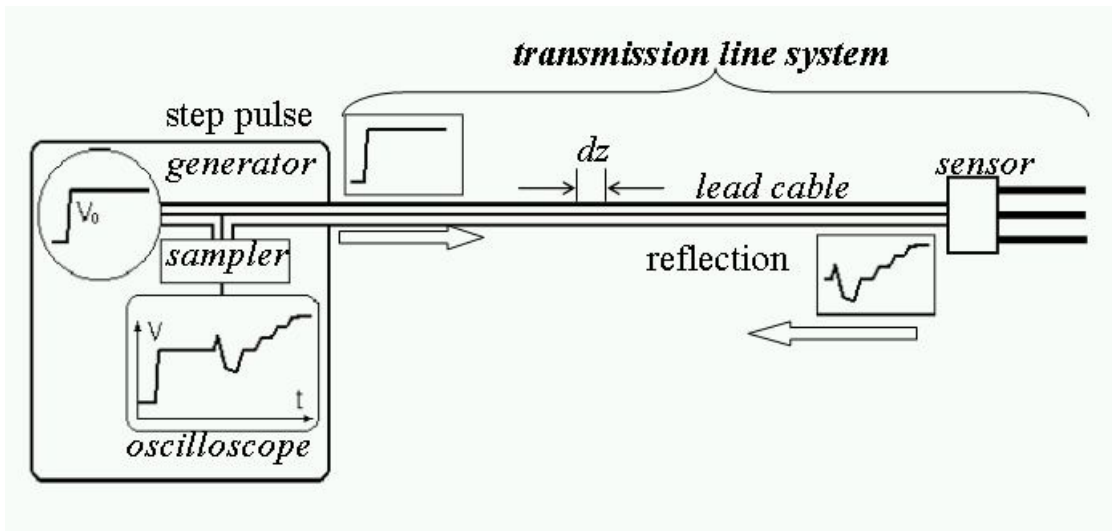 transmission line system
step pulse
generator
dz
lead cable
sensor
V₀
sampler
reflection
V
t
oscilloscope